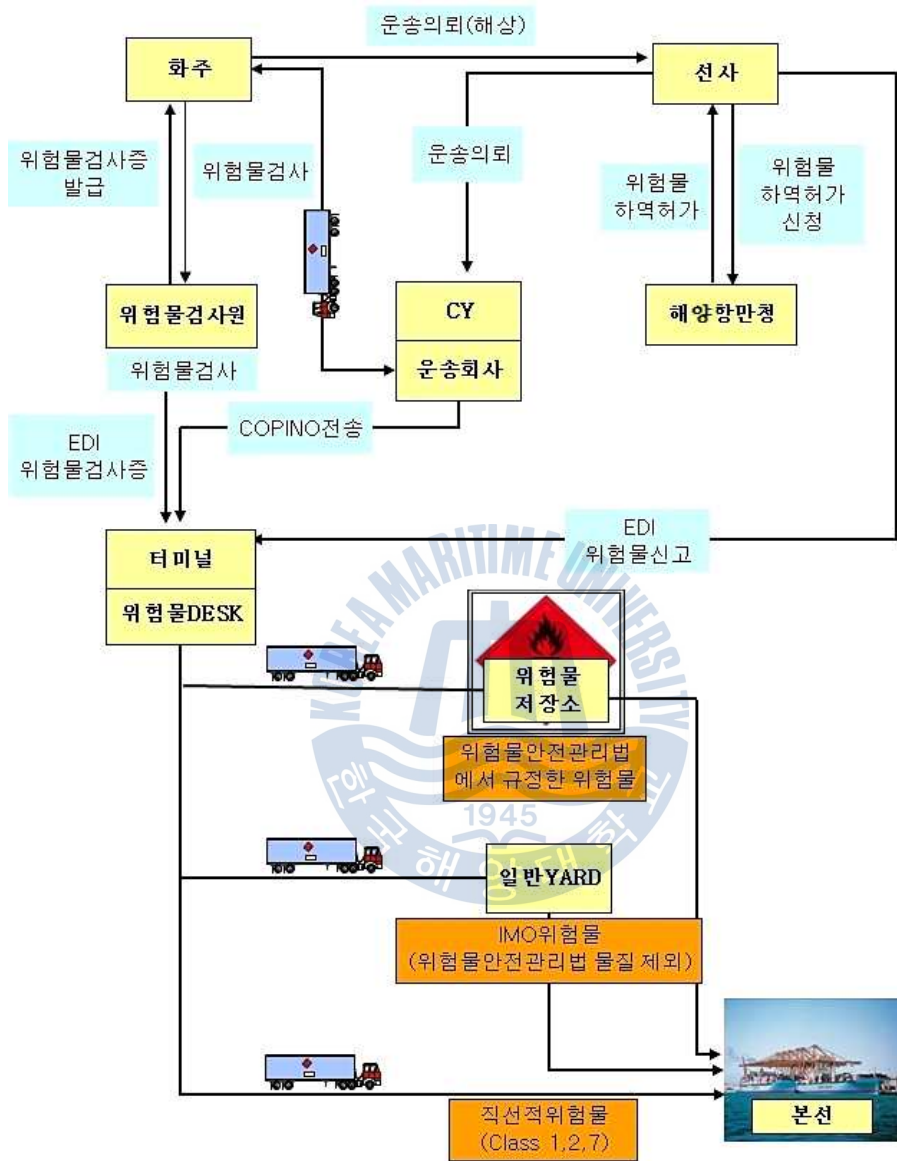 운송의뢰(해상)
화주
선사
위험물검사증
발급
위험물검사
운송의뢰
위험물
하역허가
위험물
하역허가
신청
위험물검사원
CY
운송회사
해양항만청
위험물검사
COPINO전송
EDI
위험물검사증
EDI
위험물신고
터미널
위험물DESK
KOREA MARITIME UNIVERSITY
위험물
저장소
위험물안전관리법
에서 규정한 위험물
1945
한국해양대학교
일반YARD
IMO위험물
(위험물안전관리법 물질 제외)
본선
직선적위험물
(Class 1,2,7)